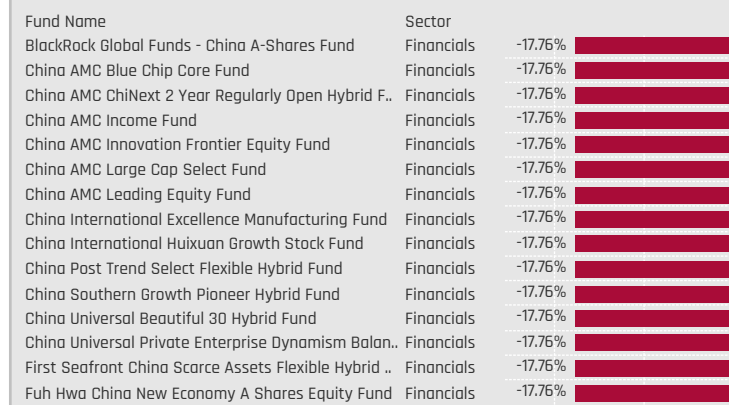 Fund Name Sector
BlackRock Global Funds - China A-Shares Fund Financials -17.76%
China AMC Blue Chip Core Fund Financials -17.76%
China AMC ChiNext 2 Year Regularly Open Hybrid F.. Financials -17.76%
China AMC Income Fund Financials -17.76%
China AMC Innovation Frontier Equity Fund Financials -17.76%
China AMC Large Cap Select Fund Financials -17.76%
China AMC Leading Equity Fund Financials -17.76%
China International Excellence Manufacturing Fund Financials -17.76%
China International Huixuan Growth Stock Fund Financials -17.76%
China Post Trend Select Flexible Hybrid Fund Financials -17.76%
China Southern Growth Pioneer Hybrid Fund Financials -17.76%
China Universal Beautiful 30 Hybrid Fund Financials -17.76%
China Universal Private Enterprise Dynamism Balan.. Financials -17.76%
First Seafront China Scarce Assets Flexible Hybrid .. Financials -17.76%
Fuh Hwa China New Economy A Shares Equity Fund Financials -17.76%